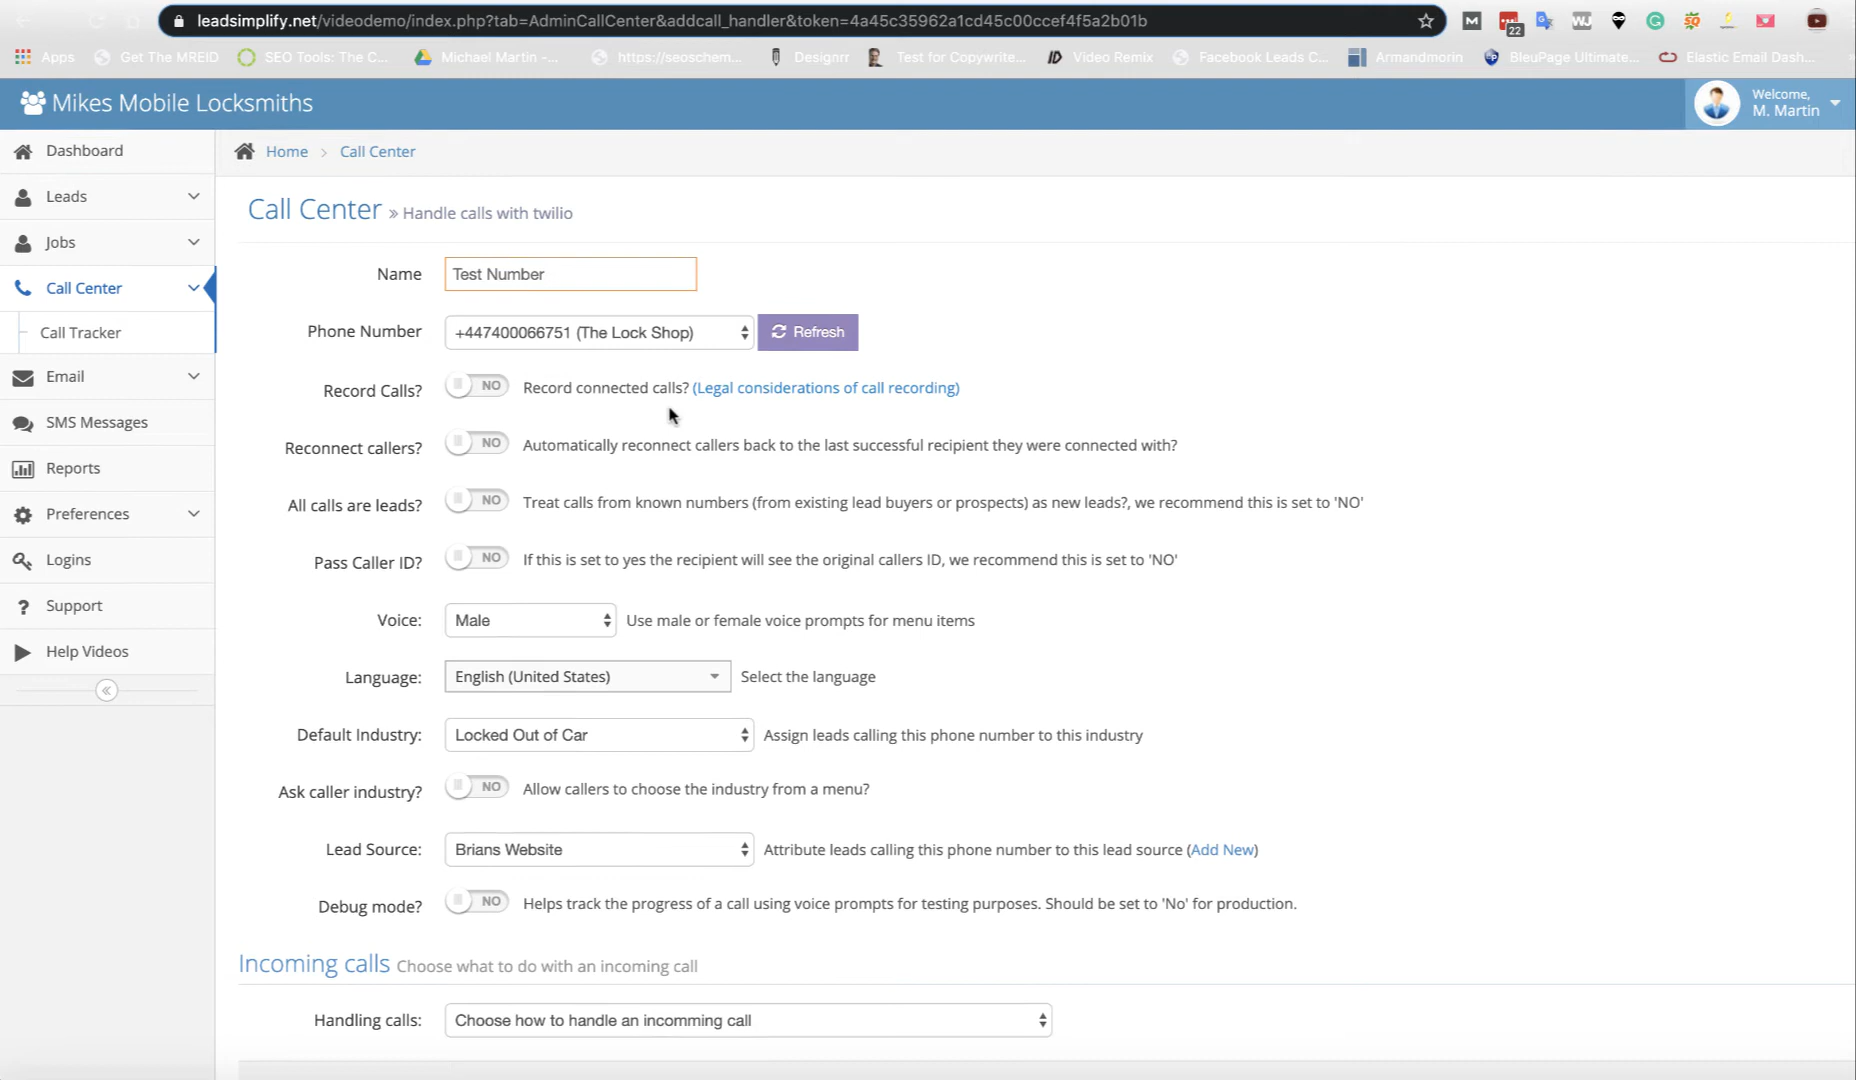 leadsimplify.net/videodemo/index.php?tab=AdminCallCenter&addcall_handler&token=4a45c35962a1cd45c00ccef4f5a2b01b
M
22
WJ
SQ
Apps
Get The MREID
SEO Tools: The C...
Michael Martin -...
https://seoschem...
Designrr
Test for Copywrite...
Video Remix
Facebook Leads C...
Armandmorin
BleuPage Ultimate...
Elastic Email Dash...
Mikes Mobile Locksmiths
Welcome,
M. Martin
Dashboard
Leads
Jobs
Call Center
Call Tracker
Email
SMS Messages
Reports
Preferences
Logins
Support
Help Videos
Home > Call Center
Call Center » Handle calls with twilio
Name Test Number
Phone Number +447400066751 (The Lock Shop) Refresh
Record Calls? NO Record connected calls? (Legal considerations of call recording)
Reconnect callers? NO Automatically reconnect callers back to the last successful recipient they were connected with?
All calls are leads? NO Treat calls from known numbers (from existing lead buyers or prospects) as new leads?, we recommend this is set to 'NO'
Pass Caller ID? NO If this is set to yes the recipient will see the original callers ID, we recommend this is set to 'NO'
Voice: Male Use male or female voice prompts for menu items
Language: English (United States) Select the language
Default Industry: Locked Out of Car Assign leads calling this phone number to this industry
Ask caller industry? NO Allow callers to choose the industry from a menu?
Lead Source: Brians Website Attribute leads calling this phone number to this lead source (Add New)
Debug mode? NO Helps track the progress of a call using voice prompts for testing purposes. Should be set to 'No' for production.
Incoming calls Choose what to do with an incoming call
Handling calls: Choose how to handle an incomming call